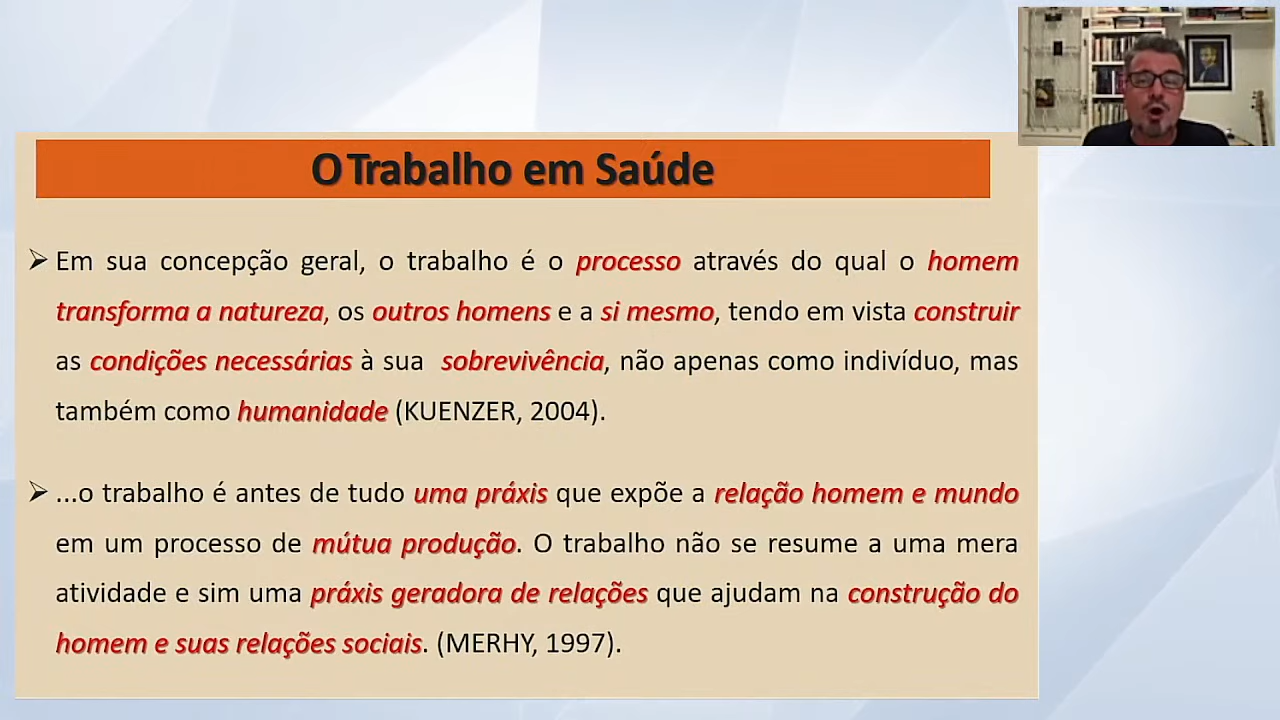 O Trabalho em Saúde
➢ Em sua concepção geral, o trabalho é o processo através do qual o homem
transforma a natureza, os outros homens e a si mesmo, tendo em vista construir
as condições necessárias à sua sobrevivência, não apenas como indivíduo, mas
também como humanidade (KUENZER, 2004).
➢ ...o trabalho é antes de tudo uma práxis que expõe a relação homem e mundo
em um processo de mútua produção. O trabalho não se resume a uma mera
atividade e sim uma práxis geradora de relações que ajudam na construção do
homem e suas relações sociais. (MERHY, 1997).